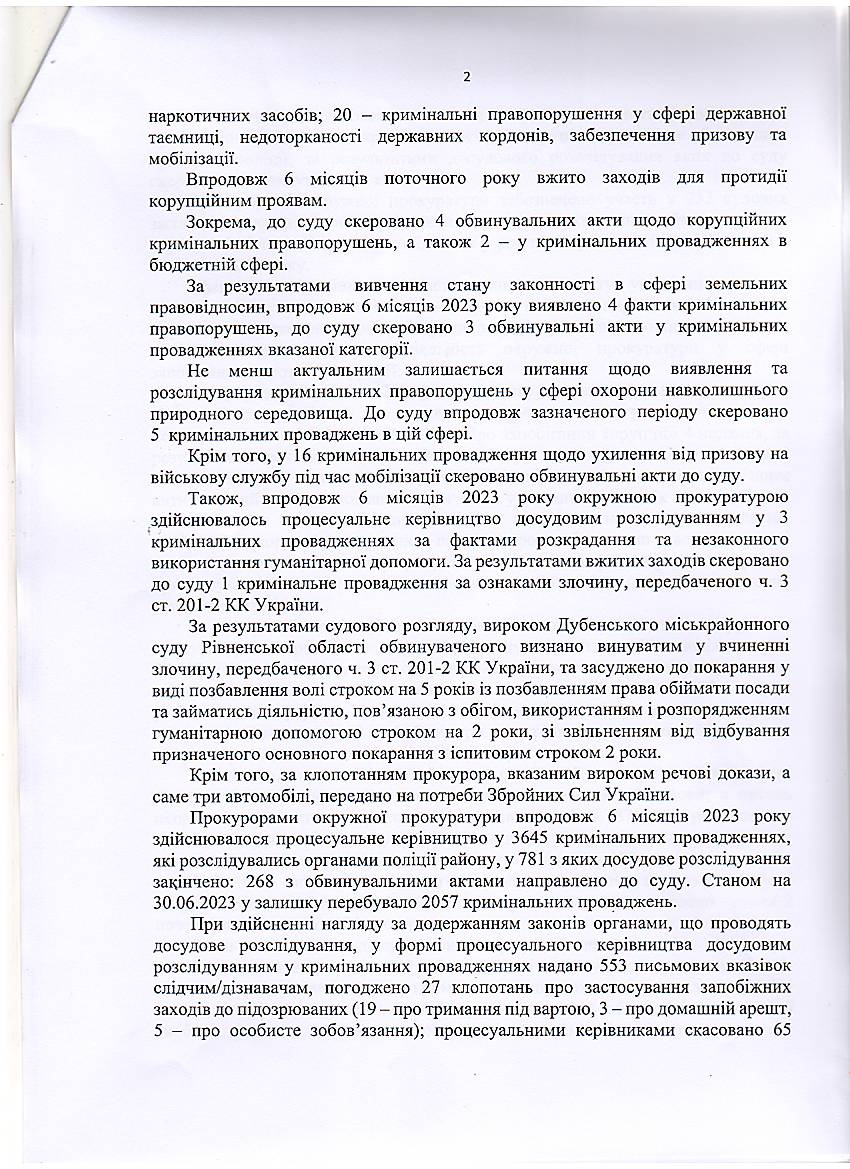 2
наркотичних засобів; 20 – кримінальні правопорушення у сфері державної
таємниці, недоторканості державних кордонів, забезпечення призову та
мобілізації.
Впродовж 6 місяців поточного року вжито заходів для протидії
корупційним проявам.
Зокрема, до суду скеровано 4 обвинувальних акти щодо корупційних
кримінальних правопорушень, а також 2 – у кримінальних провадженнях в
бюджетній сфері.
За результатами вивчення стану законності в сфері земельних
правовідносин, впродовж 6 місяців 2023 року виявлено 4 факти кримінальних
правопорушень, до суду скеровано 3 обвинувальні акти у кримінальних
провадженнях вказаної категорії.
Не менш актуальним залишається питання щодо виявлення та
розслідування кримінальних правопорушень у сфері охорони навколишнього
природного середовища. До суду впродовж зазначеного періоду скеровано
5 кримінальних проваджень в цій сфері.
Крім того, у 16 кримінальних провадження щодо ухилення від призову на
військову службу під час мобілізації скеровано обвинувальні акти до суду.
Також, впродовж 6 місяців 2023 року окружною прокуратурою
здійснювалось процесуальне керівництво досудовим розслідуванням у 3
кримінальних провадженнях за фактами розкрадання та незаконного
використання гуманітарної допомоги. За результатами вжитих заходів скеровано
до суду 1 кримінальне провадження за ознаками злочину, передбаченого ч. 3
ст. 201-2 КК України.
За результатами судового розгляду, вироком Дубенського міськрайонного
суду Рівненської області обвинуваченого визнано винуватим у вчиненні
злочину, передбаченого ч. 3 ст. 201-2 КК України, та засуджено до покарання у
виді позбавлення волі строком на 5 років із позбавленням права обіймати посади
та займатись діяльністю, пов’язаною з обігом, використанням і розпорядженням
гуманітарною допомогою строком на 2 роки, зі звільненням від відбування
призначеного основного покарання з іспитовим строком 2 роки.
Крім того, за клопотанням прокурора, вказаним вироком речові докази, а
саме три автомобілі, передано на потреби Збройних Сил України.
Прокурорами окружної прокуратури впродовж 6 місяців 2023 року
здійснювалося процесуальне керівництво у 3645 кримінальних провадженнях,
які розслідувались органами поліції району, у 781 з яких досудове розслідування
закінчено: 268 з обвинувальними актами направлено до суду. Станом на
30.06.2023 у залишку перебувало 2057 кримінальних проваджень.
При здійсненні нагляду за додержанням законів органами, що проводять
досудове розслідування, у формі процесуального керівництва досудовим
розслідуванням у кримінальних провадженнях надано 553 письмових вказівок
слідчим/дізнавачам, погоджено 27 клопотань про застосування запобіжних
заходів до підозрюваних (19 – про тримання під вартою, 3 – про домашній арешт,
5 – про особисте зобов’язання); процесуальними керівниками скасовано 65